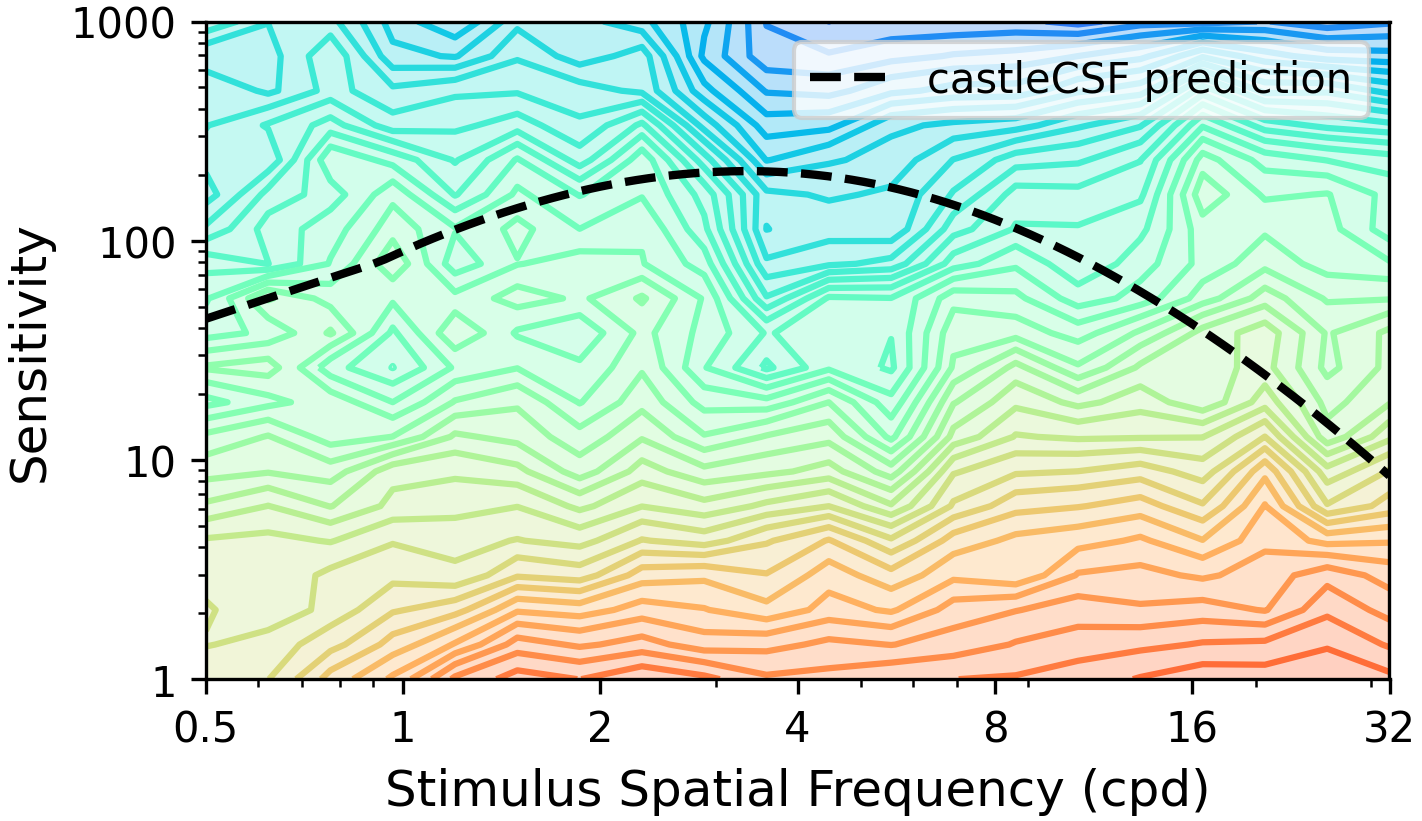 1000
100
10
1
Sensitivity
castleCSF prediction
0.5 1 2 4 8 16 32
Stimulus Spatial Frequency (cpd)